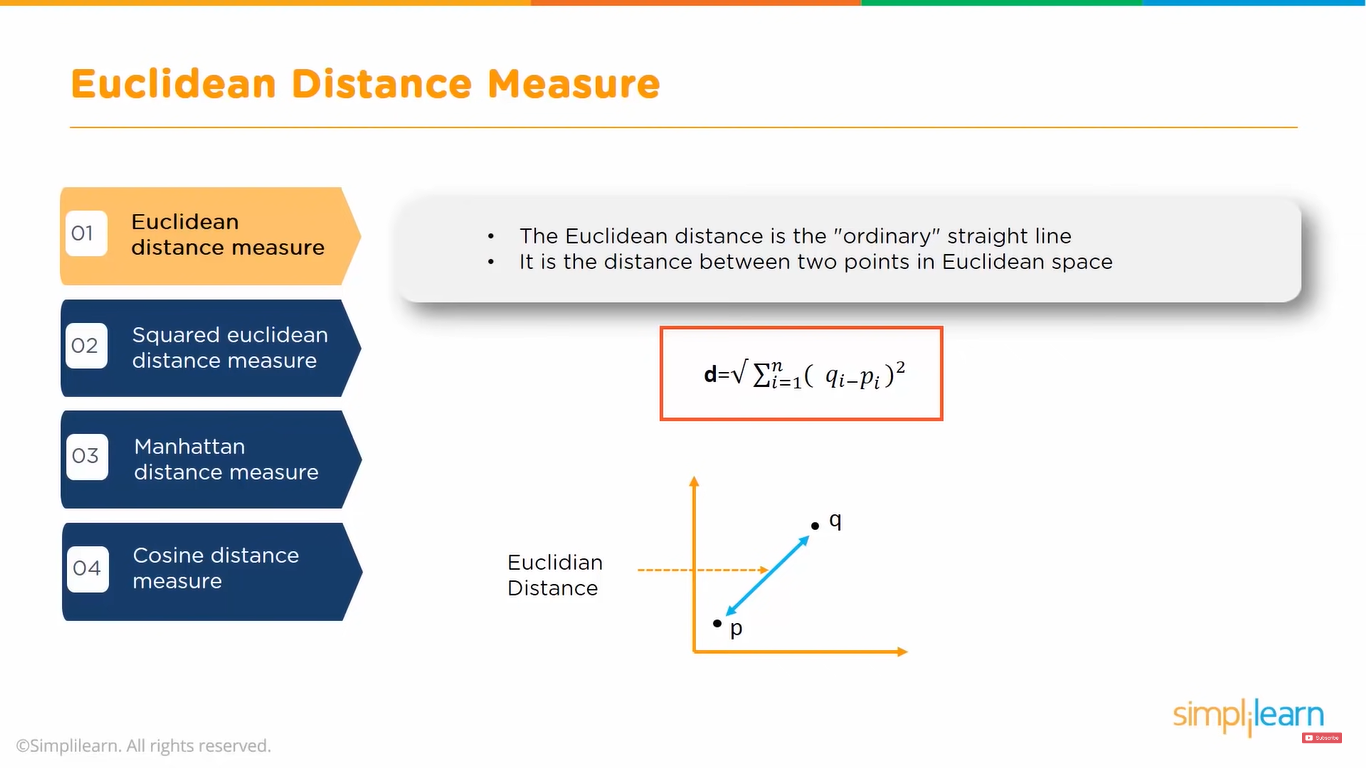 Euclidean Distance Measure
01
Euclidean
distance measure
02
Squared euclidean
distance measure
03
Manhattan
distance measure
04
Cosine distance
measure
• The Euclidean distance is the "ordinary" straight line
• It is the distance between two points in Euclidean space
d=√ ∑ⁿᵢ₌₁( qᵢ₋pᵢ )²
Euclidian
Distance
q
p
simplilearn
Subscribe
©Simplilearn. All rights reserved.